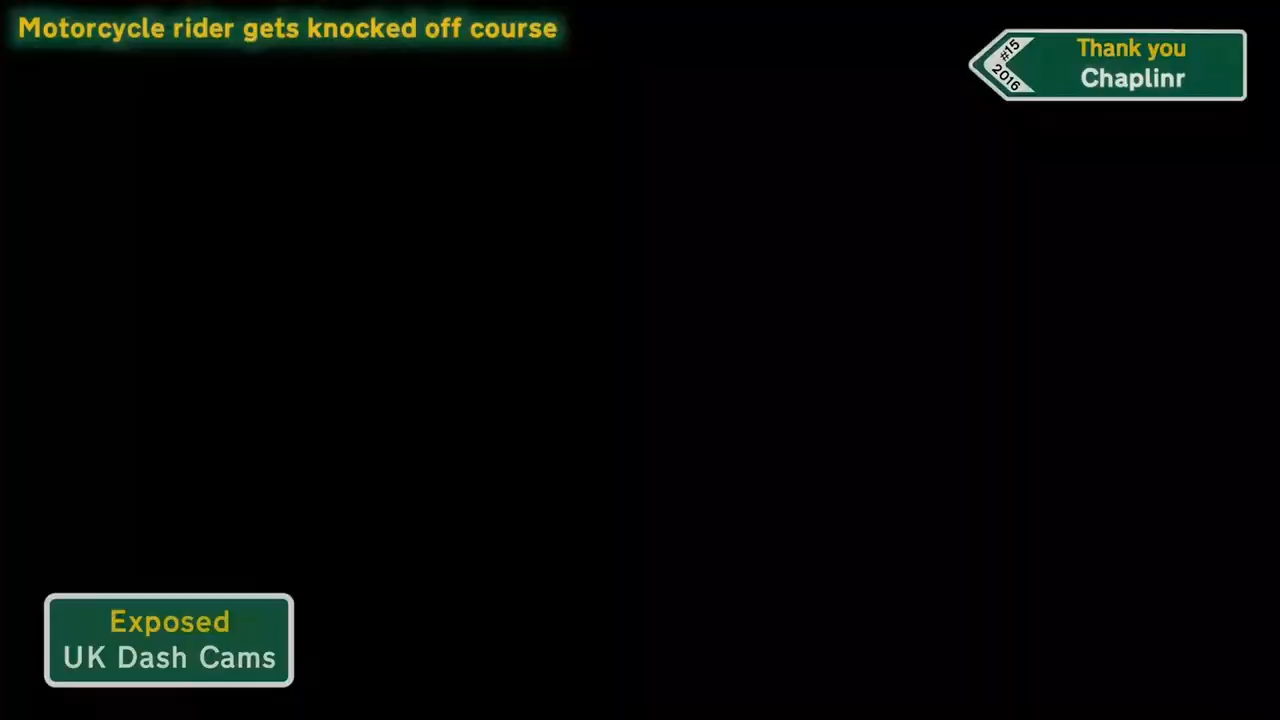 Motorcycle rider gets knocked off course
#15
2016
Thank you
Chaplinr
Exposed
UK Dash Cams